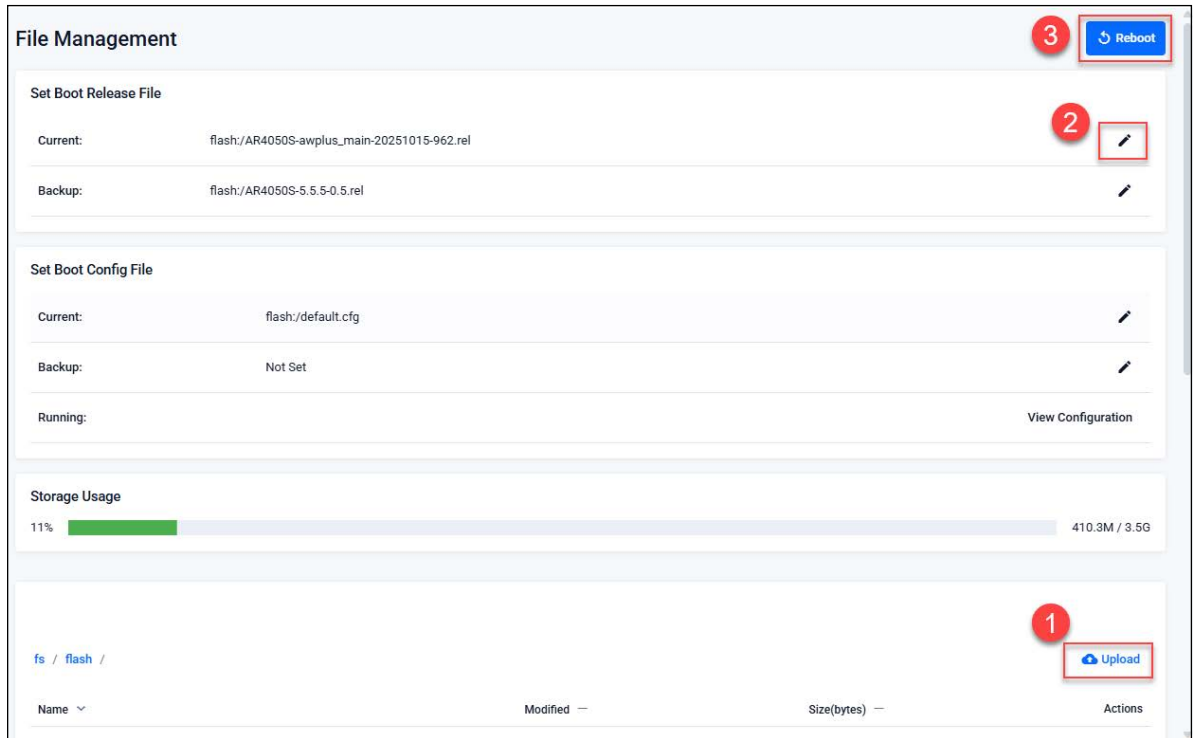 File Management
3
Reboot
Set Boot Release File
2
Current: flash:/AR4050S-awplus_main-20251015-962.rel
Backup: flash:/AR4050S-5.5.5-0.5.rel
Set Boot Config File
Current: flash:/default.cfg
Backup: Not Set
Running: View Configuration
Storage Usage
11% 410.3M / 3.5G
1
fs / flash / Upload
Name Modified Size(bytes) Actions